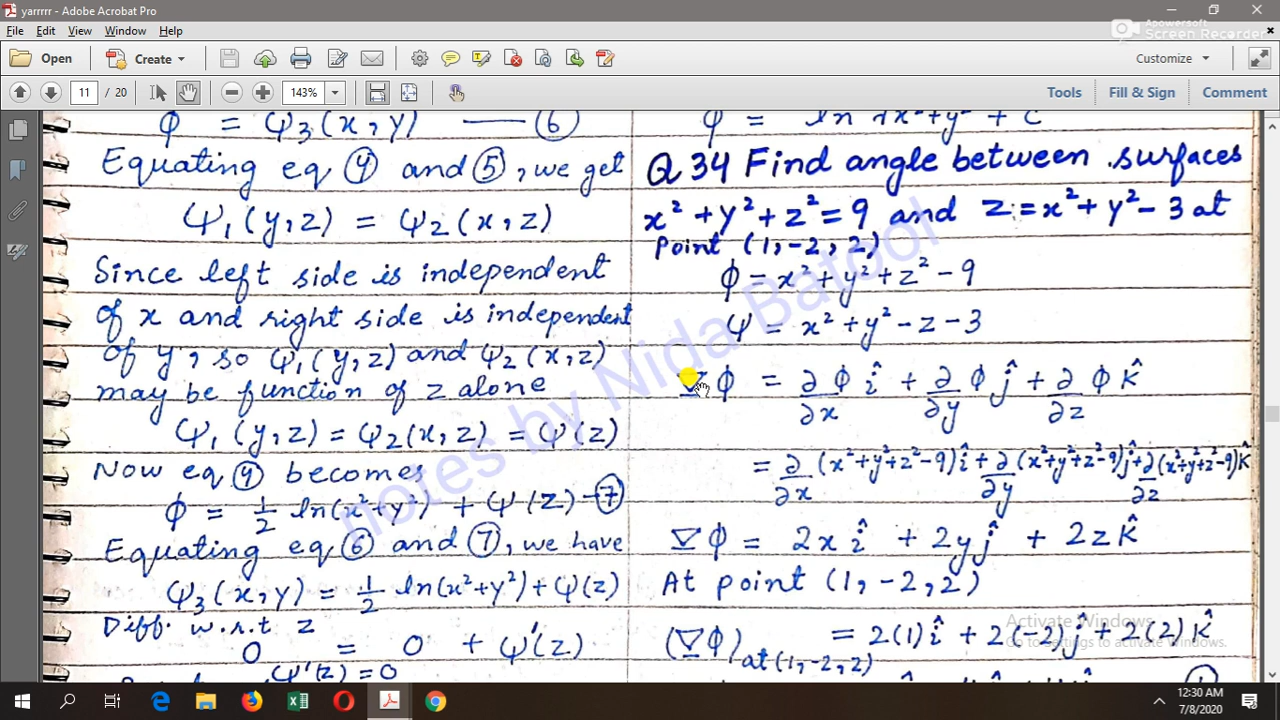 yarrrrr - Adobe Acrobat Pro
File Edit View Window Help
Apowersoft
Screen Recorder
Open Create Customize
11 / 20 143% Tools Fill & Sign Comment
φ = ψ₃(x,y) —— ⑥
Equating eq ④ and ⑤, we get
ψ₁(y,z) = ψ₂(x,z)
Since left side is independent
of x and right side is independent
of y, so ψ₁(y,z) and ψ₂(x,z)
may be function of z alone
ψ₁(y,z) = ψ₂(x,z) = ψ(z)
Now eq ④ becomes
φ = 1/2 ln(x²+y²) + ψ(z) -⑦
Equating eq ⑥ and ⑦, we have
ψ₃(x,y) = 1/2 ln(x²+y²) + ψ(z)
Diff. w.r.t z
0 = 0 + ψ'(z)
ψ'(z) = 0
Q.34 Find angle between surfaces
x²+y²+z²=9 and z=x²+y²-3 at
Point (1,-2,2)
φ = x²+y²+z²-9
ψ = x²+y²-z-3
∇φ = ∂/∂x φ î + ∂/∂y φ ĵ + ∂/∂z φ k̂
= ∂/∂x (x²+y²+z²-9)î + ∂/∂y (x²+y²+z²-9)ĵ + ∂/∂z (x²+y²+z²-9)k̂
∇φ = 2x î + 2y ĵ + 2z k̂
At point (1,-2,2)
(∇φ) at (1,-2,2) = 2(1)î + 2(-2)ĵ + 2(2)k̂
notes by Nida Batool
Activate Windows
Go to Settings to activate Windows.
12:30 AM
7/8/2020